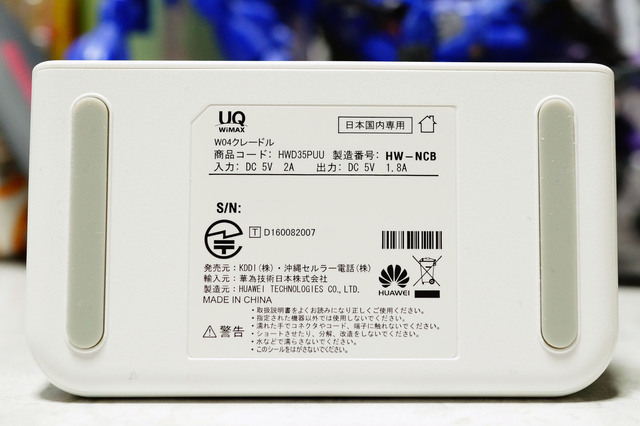 UQ
WiMAX
日本国内専用
W04クレードル
商品コード: HWD35PUU 製造番号: HW-NCB
入力: DC 5V 2A 出力: DC 5V 1.8A
S/N:
T D160082007
発売元: KDDI(株)・沖縄セルラー電話(株)
輸入元: 華為技術日本株式会社
製造元: HUAWEI TECHNOLOGIES CO.,LTD.
MADE IN CHINA
HUAWEI
警告
・取扱説明書をよくお読みになり正しくご使用ください。
・指定された機器以外では使用しないでください。
・濡れた手でコネクタやコード、端子に触れないでください。
・ショートさせたり、分解、改造をしないでください。
・水などで濡らさないでください。
・このシールをはがさないでください。